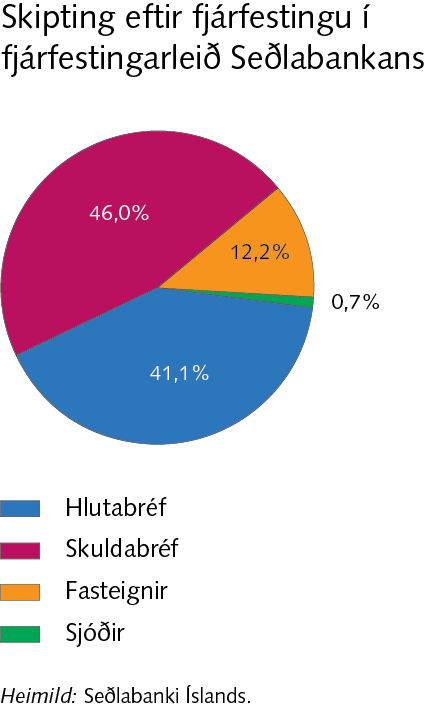 Skipting eftir fjárfestingu í
fjárfestingarleið Seðlabankans
46,0%
12,2%
0,7%
41,1%
Hlutabréf
Skuldabréf
Fasteignir
Sjóðir
Heimild: Seðlabanki Íslands.